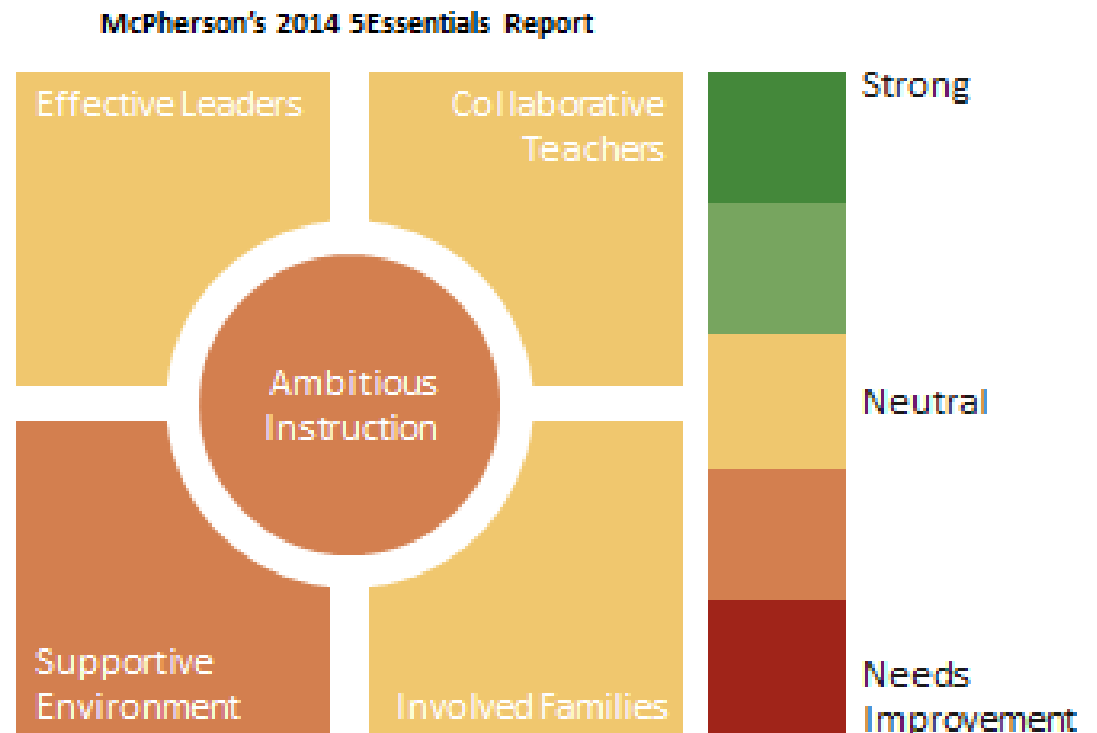 McPherson's 2014 5Essentials Report
Effective Leaders
Collaborative
Teachers
Ambitious
Instruction
Supportive
Environment
Involved Families
Strong
Neutral
Needs
Improvement